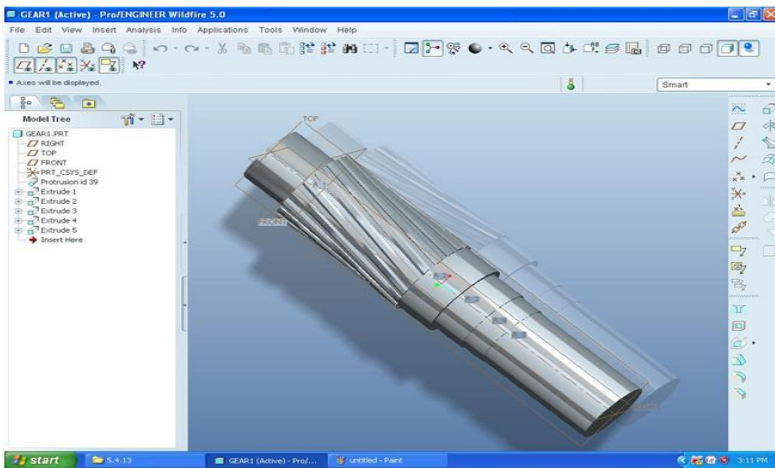 GEAR1 (Active) - Pro/ENGINEER Wildfire 5.0
File Edit View Insert Analysis Info Applications Tools Window Help
Axes will be displayed.
Smart
Model Tree
GEAR1.PRT
RIGHT
TOP
FRONT
PRT_CSYS_DEF
Protrusion id 39
Extrude 1
Extrude 2
Extrude 3
Extrude 4
Extrude 5
Insert Here
TOP
FRONT
start 5.4.13 GEAR1 (Active) - Pro/... untitled - Paint 3:11 PM